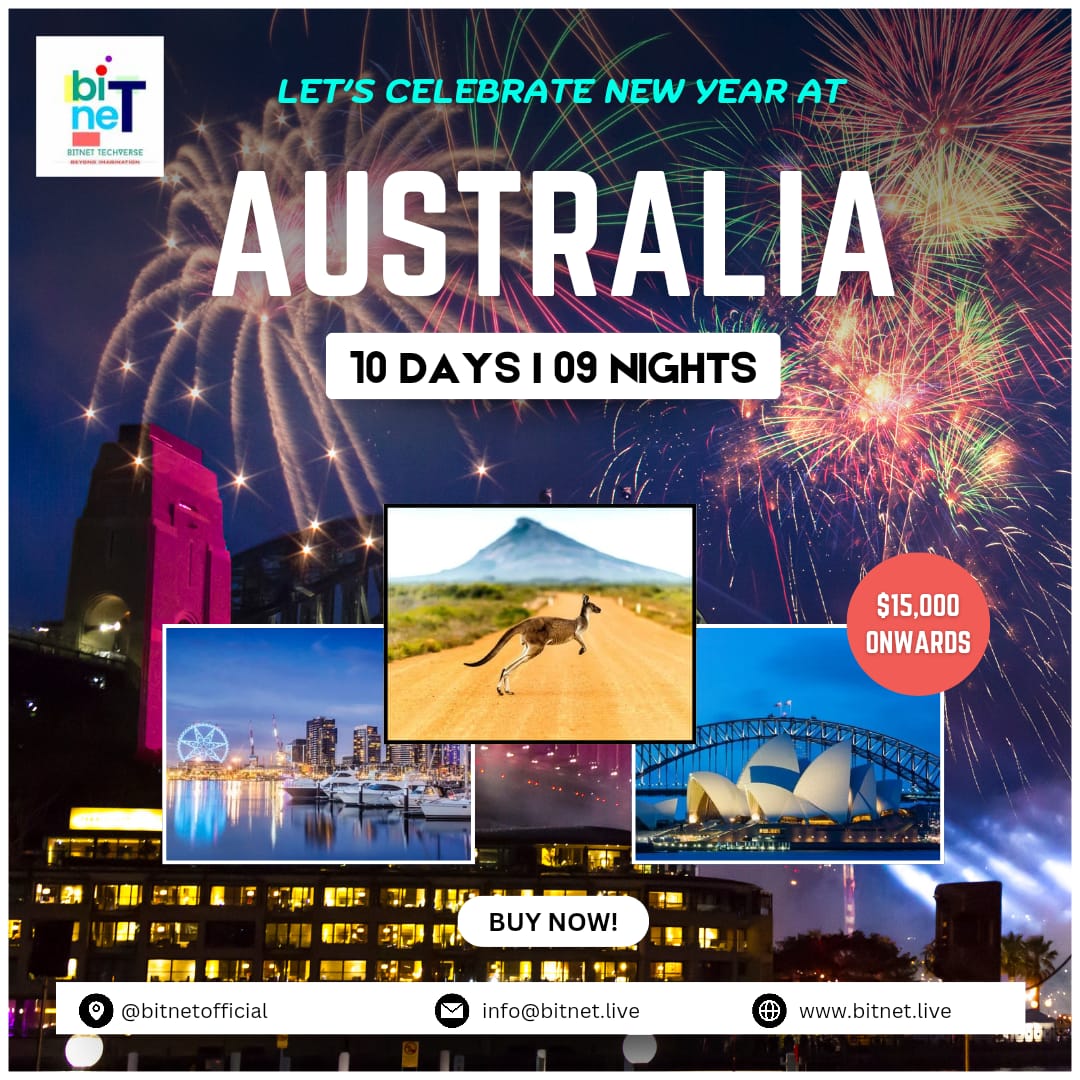 bi
neT
BITNET TECHVERSE
BEYOND IMAGINATION
LET'S CELEBRATE NEW YEAR AT
AUSTRALIA
10 DAYS I 09 NIGHTS
$15,000
ONWARDS
BUY NOW!
@bitnetofficial
info@bitnet.live
www.bitnet.live